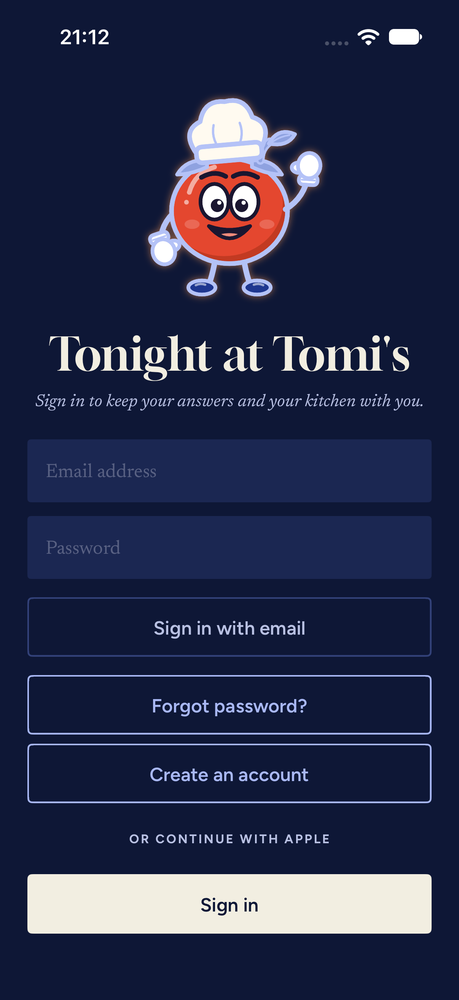 21:12
Tonight at Tomi's
Sign in to keep your answers and your kitchen with you.
Email address
Password
Sign in with email
Forgot password?
Create an account
OR CONTINUE WITH APPLE
Sign in